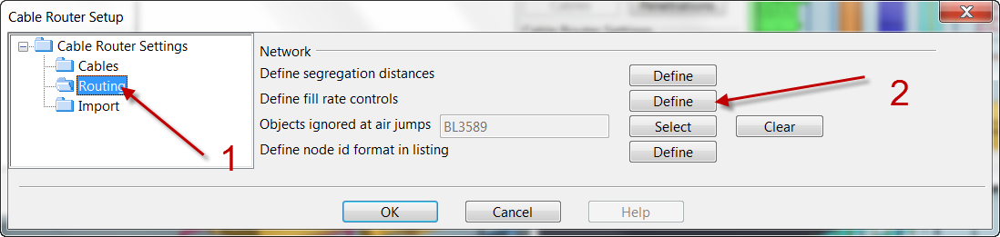 Cable Router Setup
Cable Router Settings
Cables
Routing
Import
Network
Define segregation distances Define
Define fill rate controls Define
Objects ignored at air jumps BL3589 Select Clear
Define node id format in listing Define
1
2
OK Cancel Help